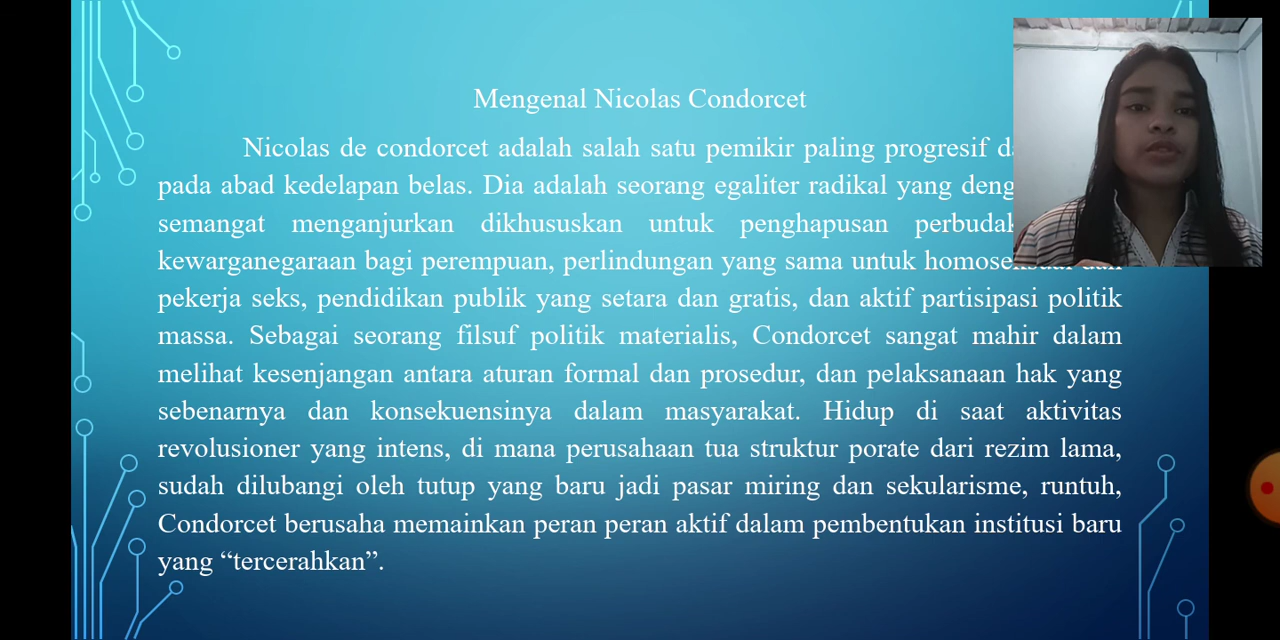 Mengenal Nicolas Condorcet
Nicolas de condorcet adalah salah satu pemikir paling progresif
pada abad kedelapan belas. Dia adalah seorang egaliter radikal yang
semangat menganjurkan dikhususkan untuk penghapusan
kewarganegaraan bagi perempuan, perlindungan yang sama untuk
pekerja seks, pendidikan publik yang setara dan gratis, dan aktif partisipasi politik
massa. Sebagai seorang filsuf politik materialis, Condorcet sangat mahir dalam
melihat kesenjangan antara aturan formal dan prosedur, dan pelaksanaan hak yang
sebenarnya dan konsekuensinya dalam masyarakat. Hidup di saat aktivitas
revolusioner yang intens, di mana perusahaan tua struktur porate dari rezim lama,
sudah dilubangi oleh tutup yang baru jadi pasar miring dan sekularisme, runtuh,
Condorcet berusaha memainkan peran peran aktif dalam pembentukan institusi baru
yang “tercerahkan”.